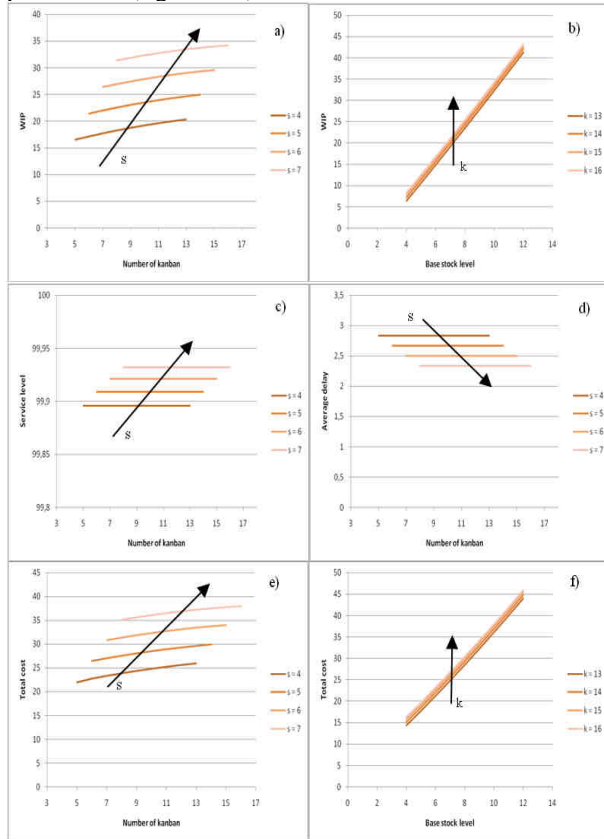 a)
40
35
30
25
20
15
10
5
0
WIP
3 5 7 9 11 13 15 17
Number of kanban
s = 4
s = 5
s = 6
s = 7
S
b)
50
45
40
35
30
25
20
15
10
5
0
WIP
0 2 4 6 8 10 12 14
Base stock level
k = 13
k = 14
k = 15
k = 16
k
c)
100
99,95
99,9
99,85
99,8
Service level
3 5 7 9 11 13 15 17
Number of kanban
s = 4
s = 5
s = 6
s = 7
S
d)
3,5
3
2,5
2
1,5
1
0,5
0
Average delay
3 5 7 9 11 13 15 17
Number of kanban
s = 4
s = 5
s = 6
s = 7
S
e)
45
40
35
30
25
20
15
10
5
0
Total cost
3 5 7 9 11 13 15 17
Number of kanban
s = 4
s = 5
s = 6
s = 7
S
f)
50
45
40
35
30
25
20
15
10
5
0
Total cost
0 2 4 6 8 10 12 14
Base stock level
k = 13
k = 14
k = 15
k = 16
k